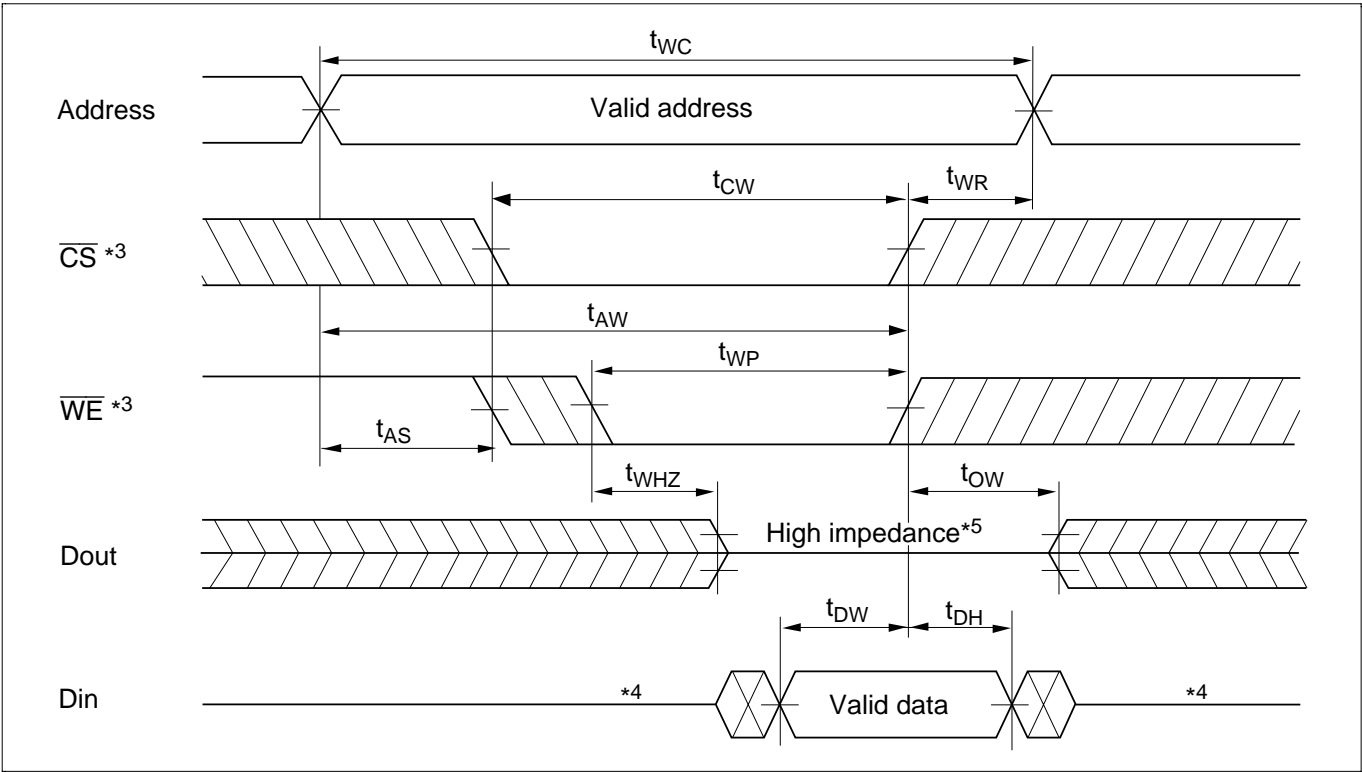 tWC
Address
Valid address
tCW
tWR
CS *3
tAW
tWP
WE *3
tAS
tWHZ
tOW
High impedance*5
Dout
tDW
tDH
Din
*4
Valid data
*4